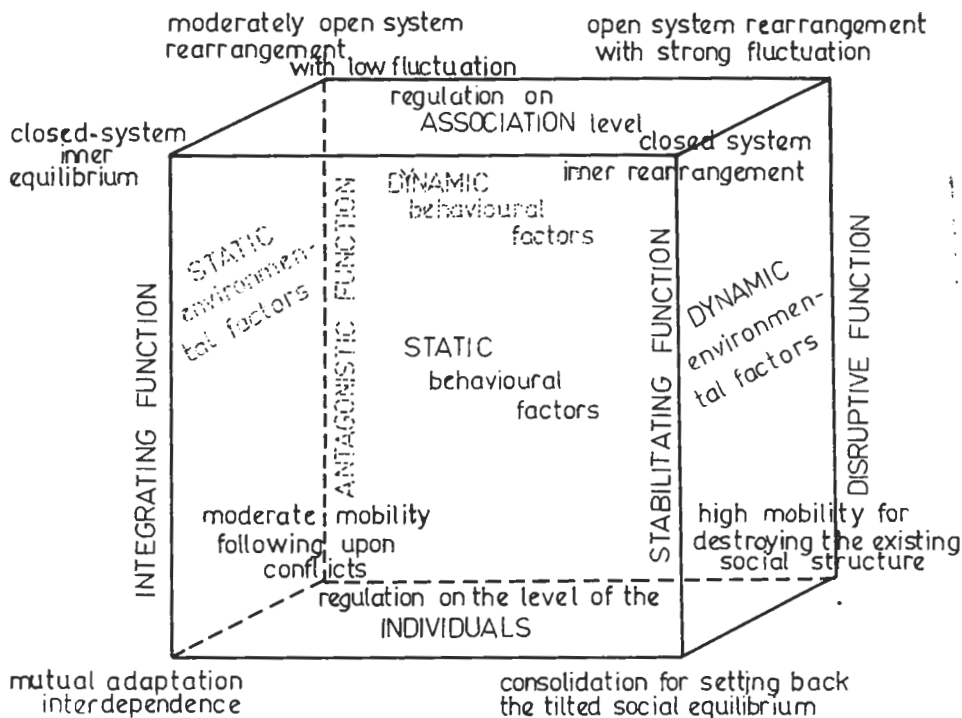 moderately open system
rearrangement
with low fluctuation
open system rearrangement
with strong fluctuation
regulation on
ASSOCIATION level
closed-system
inner
equilibrium
closed system
inner rearrangement
DYNAMIC
behavioural
factors
STATIC
environmen-
tal factors
ANTAGONISTIC FUNCTION
INTEGRATING FUNCTION
STATIC
behavioural
factors
STABILITATING FUNCTION
DYNAMIC
environmen-
tal factors
DISRUPTIVE FUNCTION
moderate mobility
following upon
conflicts
high mobility for
destroying the existing
social structure
regulation on the level of the
INDIVIDUALS
mutual adaptation
interdependence
consolidation for setting back
the tilted social equilibrium